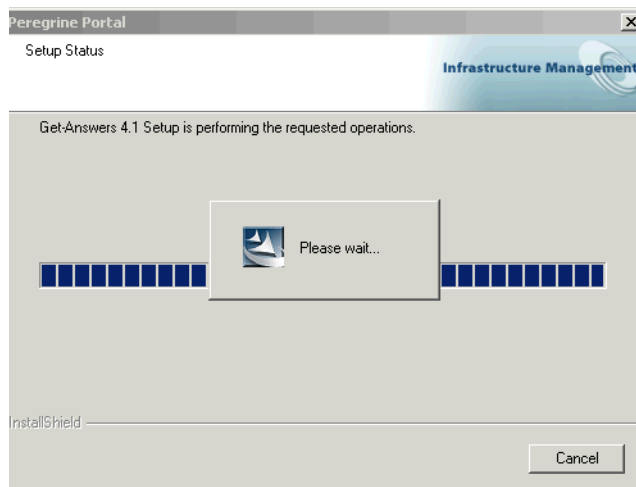 Peregrine Portal
Setup Status
Infrastructure Management
Get-Answers 4.1 Setup is performing the requested operations.
Please wait...
InstallShield
Cancel